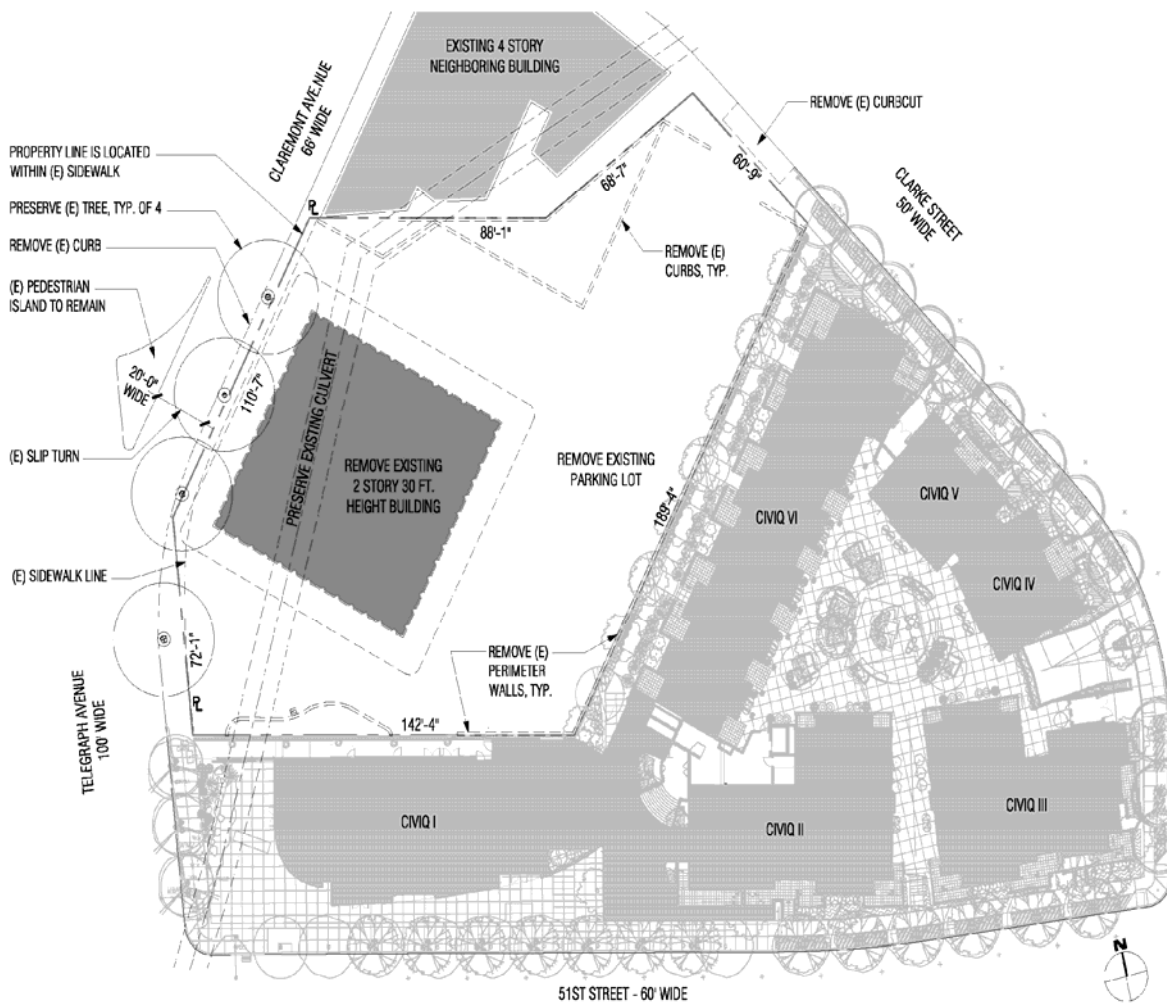 EXISTING 4 STORY
NEIGHBORING BUILDING
REMOVE (E) CURBCUT
CLAREMONT AVENUE
66' WIDE
PROPERTY LINE IS LOCATED
WITHIN (E) SIDEWALK
PRESERVE (E) TREE, TYP. OF 4
REMOVE (E) CURB
(E) PEDESTRIAN
ISLAND TO REMAIN
PL
88'-1"
68'-7"
60'-9"
CLARKE STREET
50' WIDE
REMOVE (E)
CURBS, TYP.
20'-0"
WIDE
110'-7"
PRESERVE EXISTING CULVERT
(E) SLIP TURN
REMOVE EXISTING
2 STORY 30 FT.
HEIGHT BUILDING
REMOVE EXISTING
PARKING LOT
189'-4"
CIVIQ VI
CIVIQ V
CIVIQ IV
(E) SIDEWALK LINE
72'-1"
PL
REMOVE (E)
PERIMETER
WALLS, TYP.
142'-4"
TELEGRAPH AVENUE
100' WIDE
CIVIQ I
CIVIQ II
CIVIQ III
N
51ST STREET - 60' WIDE